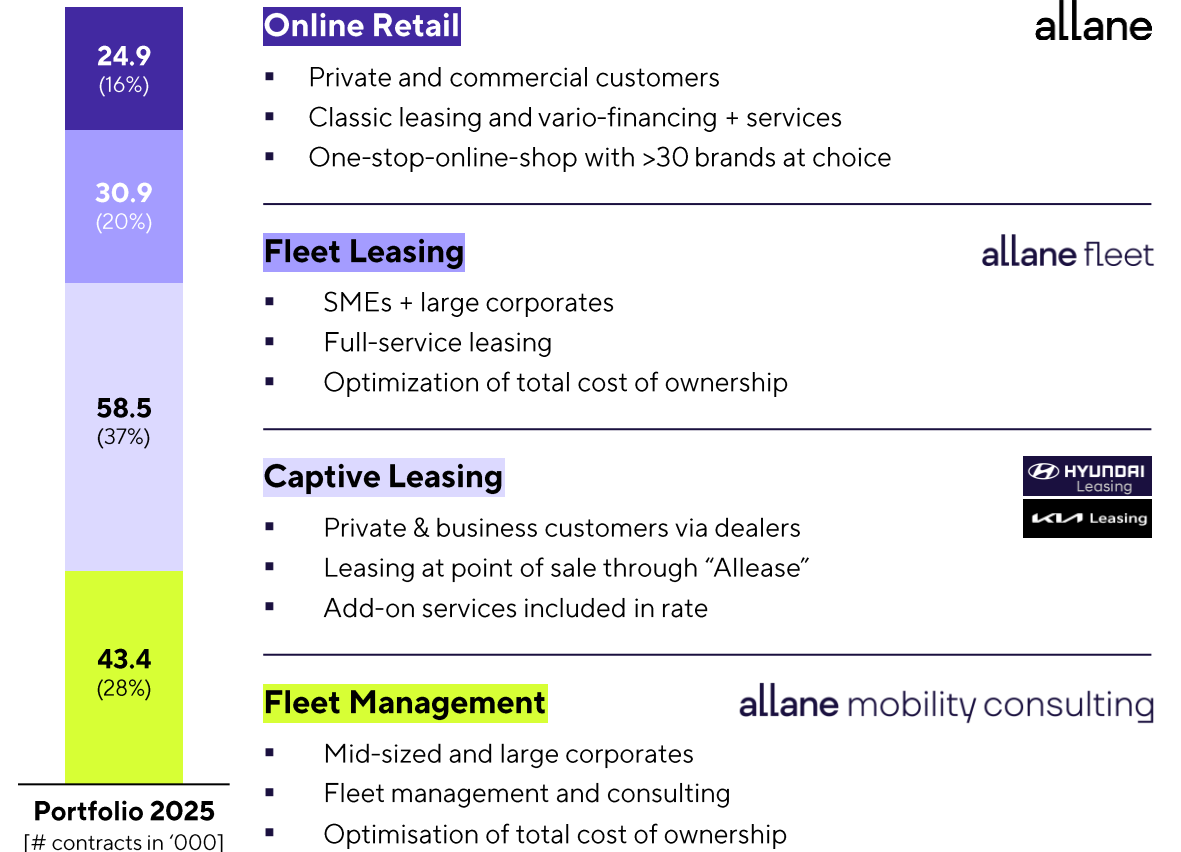 24.9
(16%)
30.9
(20%)
58.5
(37%)
43.4
(28%)
Portfolio 2025
[# contracts in ‘000]
Online Retail
allane
▪ Private and commercial customers
▪ Classic leasing and vario-financing + services
▪ One-stop-online-shop with >30 brands at choice
Fleet Leasing
allane fleet
▪ SMEs + large corporates
▪ Full-service leasing
▪ Optimization of total cost of ownership
Captive Leasing
HYUNDAI
Leasing
KIA Leasing
▪ Private & business customers via dealers
▪ Leasing at point of sale through “Allease”
▪ Add-on services included in rate
Fleet Management
allane mobility consulting
▪ Mid-sized and large corporates
▪ Fleet management and consulting
▪ Optimisation of total cost of ownership